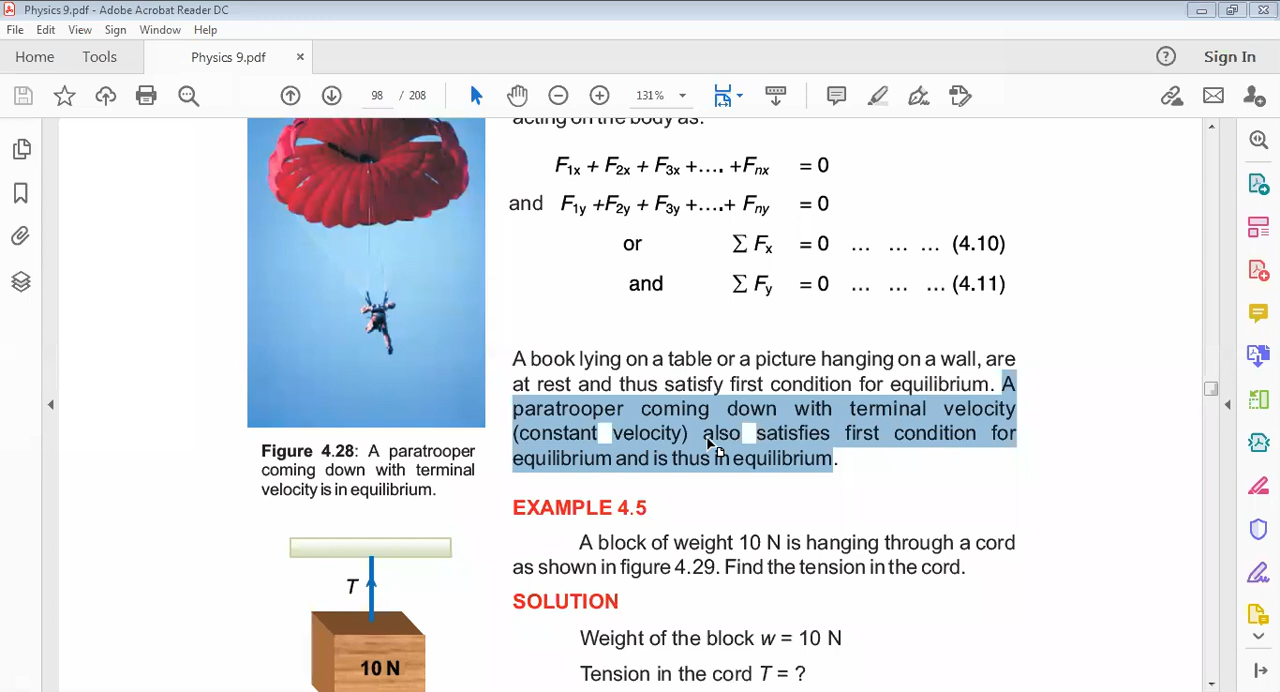 Physics 9.pdf - Adobe Acrobat Reader DC
File Edit View Sign Window Help
Home Tools Physics 9.pdf × ? Sign In
98 / 208 131%
acting on the body as:
F1x + F2x + F3x +…. +Fnx = 0
and F1y +F2y + F3y +….+ Fny = 0
or ∑ Fx = 0 … … … (4.10)
and ∑ Fy = 0 … … … (4.11)
A book lying on a table or a picture hanging on a wall, are
at rest and thus satisfy first condition for equilibrium. A
paratrooper coming down with terminal velocity
(constant velocity) also satisfies first condition for
equilibrium and is thus in equilibrium.
Figure 4.28: A paratrooper
coming down with terminal
velocity is in equilibrium.
EXAMPLE 4.5
A block of weight 10 N is hanging through a cord
as shown in figure 4.29. Find the tension in the cord.
SOLUTION
Weight of the block w = 10 N
Tension in the cord T = ?
T
10 N